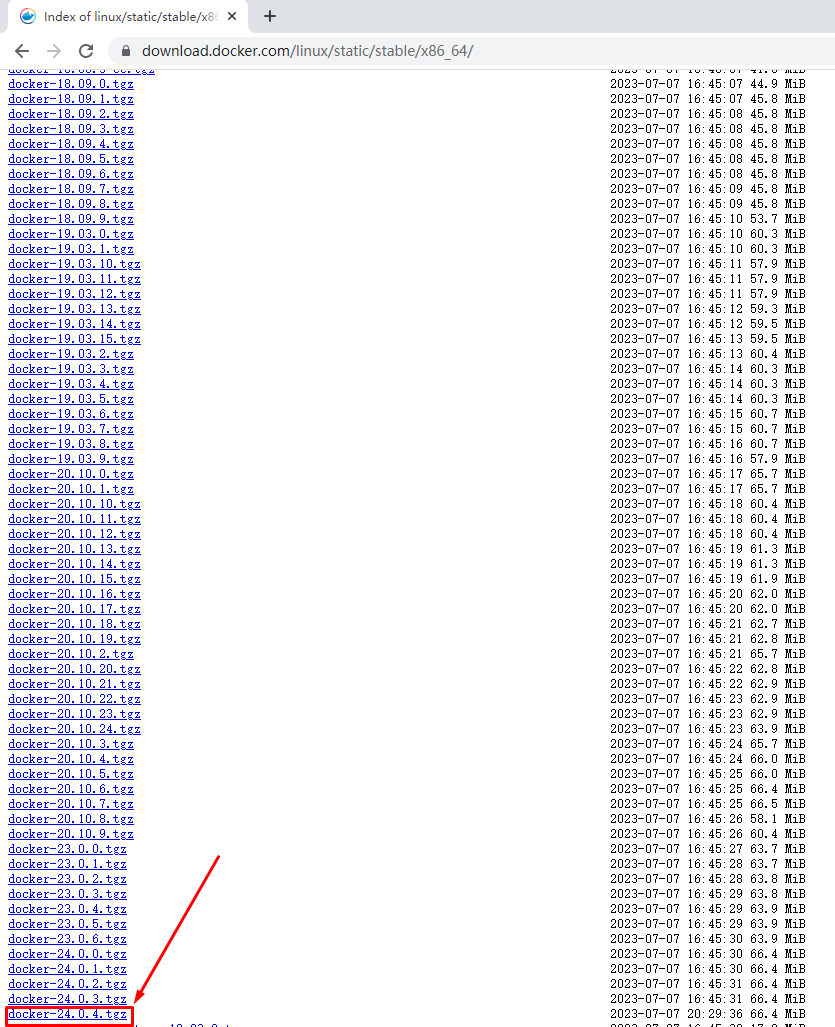 Index of linux/static/stable/x86
download.docker.com/linux/static/stable/x86_64/
docker-18.09.0.tgz 2023-07-07 16:45:07 44.9 MiB
docker-18.09.1.tgz 2023-07-07 16:45:07 45.8 MiB
docker-18.09.2.tgz 2023-07-07 16:45:08 45.8 MiB
docker-18.09.3.tgz 2023-07-07 16:45:08 45.8 MiB
docker-18.09.4.tgz 2023-07-07 16:45:08 45.8 MiB
docker-18.09.5.tgz 2023-07-07 16:45:08 45.8 MiB
docker-18.09.6.tgz 2023-07-07 16:45:08 45.8 MiB
docker-18.09.7.tgz 2023-07-07 16:45:09 45.8 MiB
docker-18.09.8.tgz 2023-07-07 16:45:09 45.8 MiB
docker-18.09.9.tgz 2023-07-07 16:45:10 53.7 MiB
docker-19.03.0.tgz 2023-07-07 16:45:10 60.3 MiB
docker-19.03.1.tgz 2023-07-07 16:45:10 60.3 MiB
docker-19.03.10.tgz 2023-07-07 16:45:11 57.9 MiB
docker-19.03.11.tgz 2023-07-07 16:45:11 57.9 MiB
docker-19.03.12.tgz 2023-07-07 16:45:11 57.9 MiB
docker-19.03.13.tgz 2023-07-07 16:45:12 59.3 MiB
docker-19.03.14.tgz 2023-07-07 16:45:12 59.5 MiB
docker-19.03.15.tgz 2023-07-07 16:45:13 59.5 MiB
docker-19.03.2.tgz 2023-07-07 16:45:13 60.4 MiB
docker-19.03.3.tgz 2023-07-07 16:45:14 60.3 MiB
docker-19.03.4.tgz 2023-07-07 16:45:14 60.3 MiB
docker-19.03.5.tgz 2023-07-07 16:45:14 60.3 MiB
docker-19.03.6.tgz 2023-07-07 16:45:15 60.7 MiB
docker-19.03.7.tgz 2023-07-07 16:45:15 60.7 MiB
docker-19.03.8.tgz 2023-07-07 16:45:16 60.7 MiB
docker-19.03.9.tgz 2023-07-07 16:45:16 57.9 MiB
docker-20.10.0.tgz 2023-07-07 16:45:17 65.7 MiB
docker-20.10.1.tgz 2023-07-07 16:45:17 65.7 MiB
docker-20.10.10.tgz 2023-07-07 16:45:18 60.4 MiB
docker-20.10.11.tgz 2023-07-07 16:45:18 60.4 MiB
docker-20.10.12.tgz 2023-07-07 16:45:18 60.4 MiB
docker-20.10.13.tgz 2023-07-07 16:45:19 61.3 MiB
docker-20.10.14.tgz 2023-07-07 16:45:19 61.3 MiB
docker-20.10.15.tgz 2023-07-07 16:45:19 61.9 MiB
docker-20.10.16.tgz 2023-07-07 16:45:20 62.0 MiB
docker-20.10.17.tgz 2023-07-07 16:45:20 62.0 MiB
docker-20.10.18.tgz 2023-07-07 16:45:21 62.7 MiB
docker-20.10.19.tgz 2023-07-07 16:45:21 62.8 MiB
docker-20.10.2.tgz 2023-07-07 16:45:21 65.7 MiB
docker-20.10.20.tgz 2023-07-07 16:45:22 62.8 MiB
docker-20.10.21.tgz 2023-07-07 16:45:22 62.9 MiB
docker-20.10.22.tgz 2023-07-07 16:45:23 62.9 MiB
docker-20.10.23.tgz 2023-07-07 16:45:23 62.9 MiB
docker-20.10.24.tgz 2023-07-07 16:45:23 63.9 MiB
docker-20.10.3.tgz 2023-07-07 16:45:24 65.7 MiB
docker-20.10.4.tgz 2023-07-07 16:45:24 66.0 MiB
docker-20.10.5.tgz 2023-07-07 16:45:25 66.0 MiB
docker-20.10.6.tgz 2023-07-07 16:45:25 66.4 MiB
docker-20.10.7.tgz 2023-07-07 16:45:25 66.5 MiB
docker-20.10.8.tgz 2023-07-07 16:45:26 58.1 MiB
docker-20.10.9.tgz 2023-07-07 16:45:26 60.4 MiB
docker-23.0.0.tgz 2023-07-07 16:45:27 63.7 MiB
docker-23.0.1.tgz 2023-07-07 16:45:28 63.7 MiB
docker-23.0.2.tgz 2023-07-07 16:45:28 63.8 MiB
docker-23.0.3.tgz 2023-07-07 16:45:29 63.8 MiB
docker-23.0.4.tgz 2023-07-07 16:45:29 63.9 MiB
docker-23.0.5.tgz 2023-07-07 16:45:29 63.9 MiB
docker-23.0.6.tgz 2023-07-07 16:45:30 63.9 MiB
docker-24.0.0.tgz 2023-07-07 16:45:30 66.4 MiB
docker-24.0.1.tgz 2023-07-07 16:45:30 66.4 MiB
docker-24.0.2.tgz 2023-07-07 16:45:31 66.4 MiB
docker-24.0.3.tgz 2023-07-07 16:45:31 66.4 MiB
docker-24.0.4.tgz 2023-07-07 20:29:36 66.4 MiB